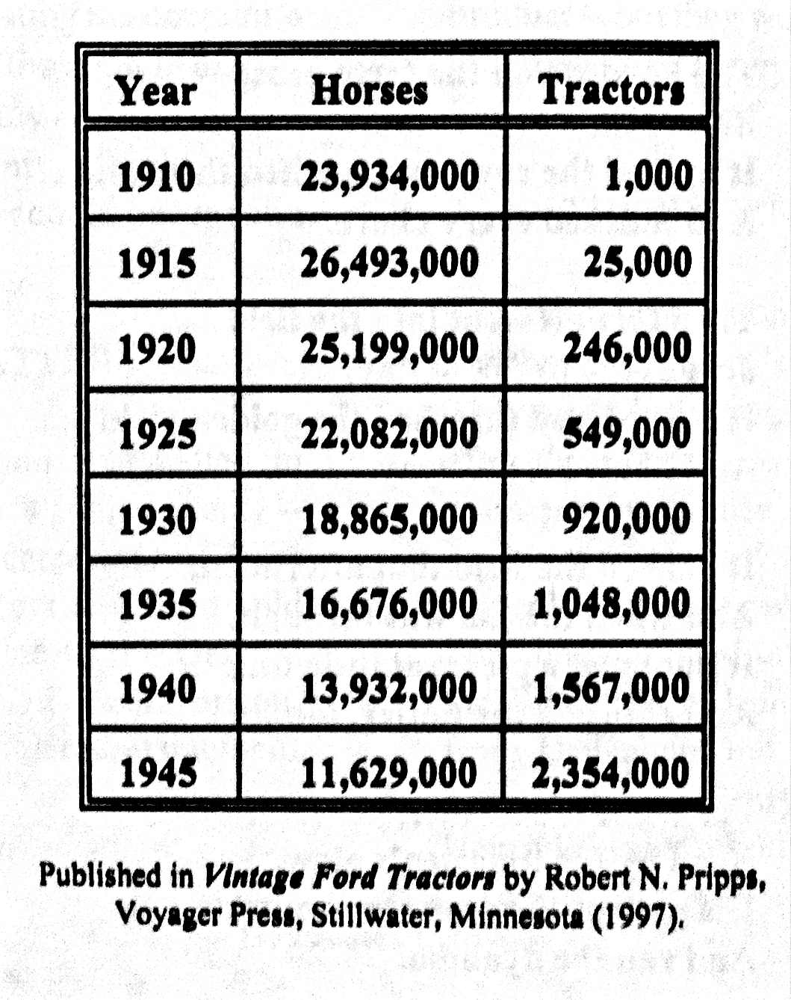 Year Horses Tractors
1910 23,934,000 1,000
1915 26,493,000 25,000
1920 25,199,000 246,000
1925 22,082,000 549,000
1930 18,865,000 920,000
1935 16,676,000 1,048,000
1940 13,932,000 1,567,000
1945 11,629,000 2,354,000
Published in Vintage Ford Tractors by Robert N. Pripps,
Voyager Press, Stillwater, Minnesota (1997).